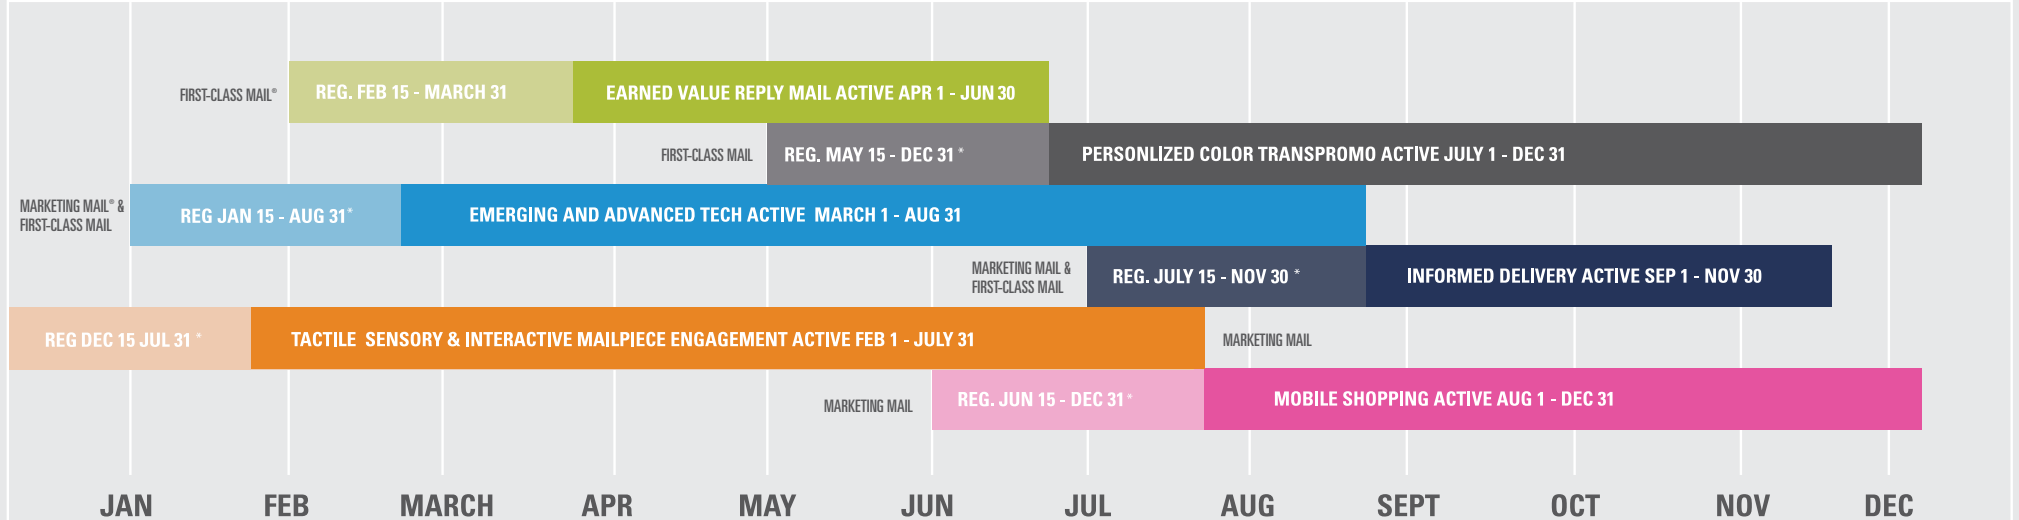 FIRST-CLASS MAIL®
REG. FEB 15 - MARCH 31
EARNED VALUE REPLY MAIL ACTIVE APR 1 - JUN 30
FIRST-CLASS MAIL
REG. MAY 15 - DEC 31 *
PERSONLIZED COLOR TRANSPROMO ACTIVE JULY 1 - DEC 31
MARKETING MAIL® &
FIRST-CLASS MAIL
REG JAN 15 - AUG 31*
EMERGING AND ADVANCED TECH ACTIVE MARCH 1 - AUG 31
MARKETING MAIL &
FIRST-CLASS MAIL
REG. JULY 15 - NOV 30 *
INFORMED DELIVERY ACTIVE SEP 1 - NOV 30
REG DEC 15 JUL 31 *
TACTILE SENSORY & INTERACTIVE MAILPIECE ENGAGEMENT ACTIVE FEB 1 - JULY 31
MARKETING MAIL
MARKETING MAIL
REG. JUN 15 - DEC 31*
MOBILE SHOPPING ACTIVE AUG 1 - DEC 31
JAN FEB MARCH APR MAY JUN JUL AUG SEPT OCT NOV DEC